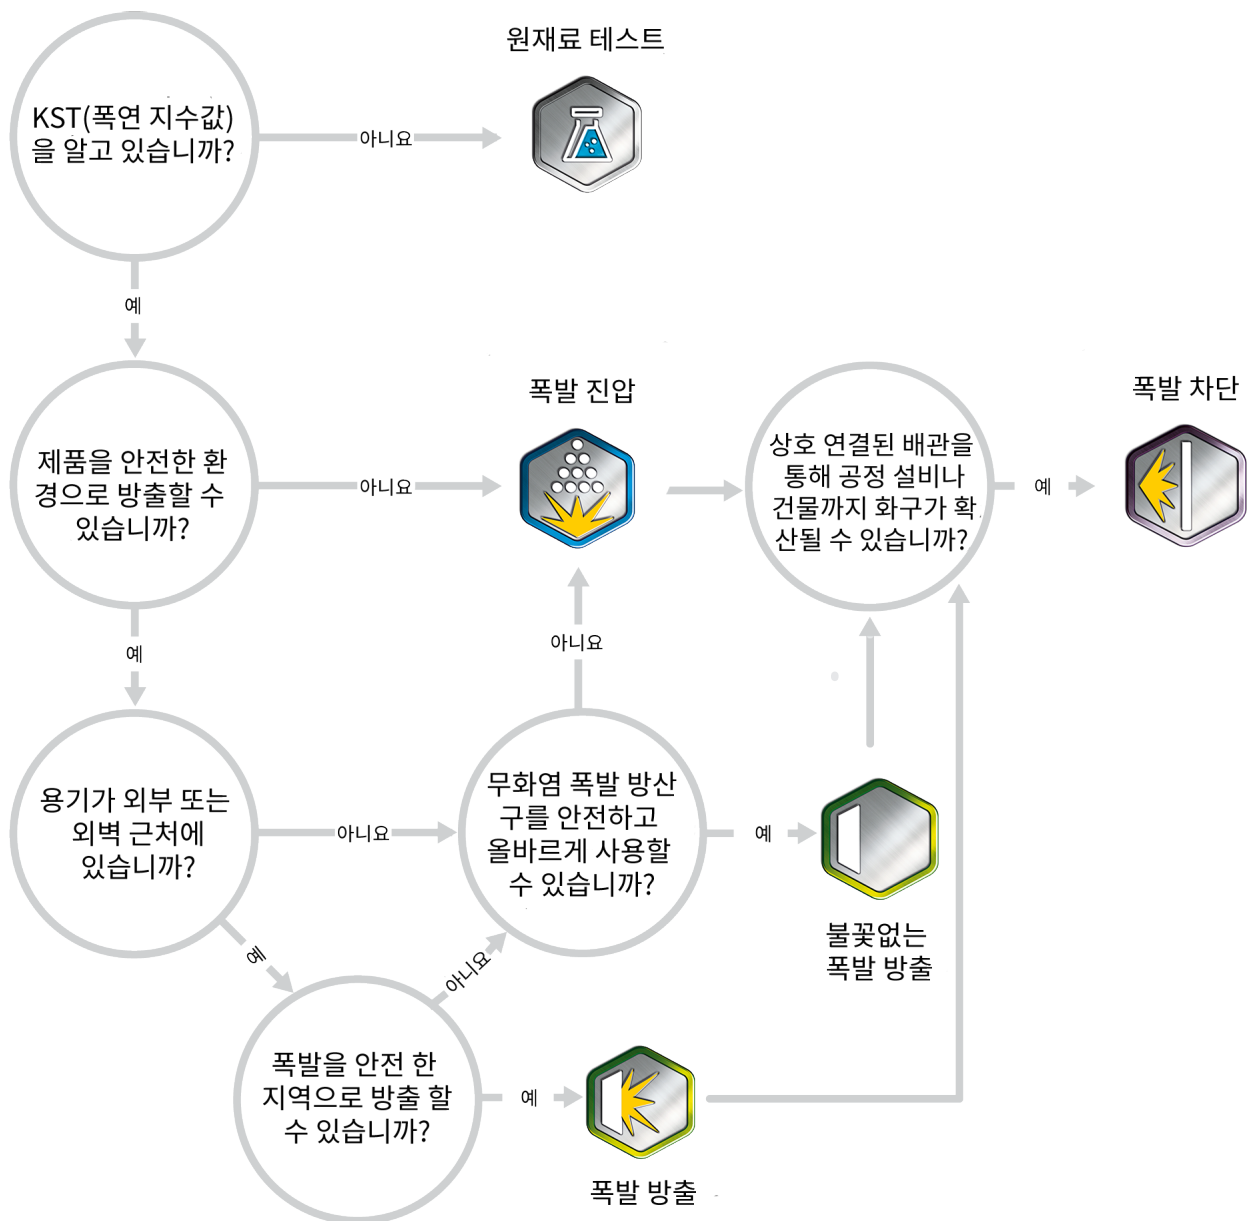 원재료 테스트
KST(폭연 지수값)
을 알고 있습니까?
아니요
예
폭발 진압
폭발 차단
제품을 안전한 환
경으로 방출할 수
있습니까?
아니요
상호 연결된 배관을
통해 공정 설비나
건물까지 화구가 확
산될 수 있습니까?
예
예
아니요
용기가 외부 또는
외벽 근처에
있습니까?
아니요
무화염 폭발 방산
구를 안전하고
올바르게 사용할
수 있습니까?
예
불꽃없는
폭발 방출
예
아니요
폭발을 안전 한
지역으로 방출 할
수 있습니까?
예
폭발 방출